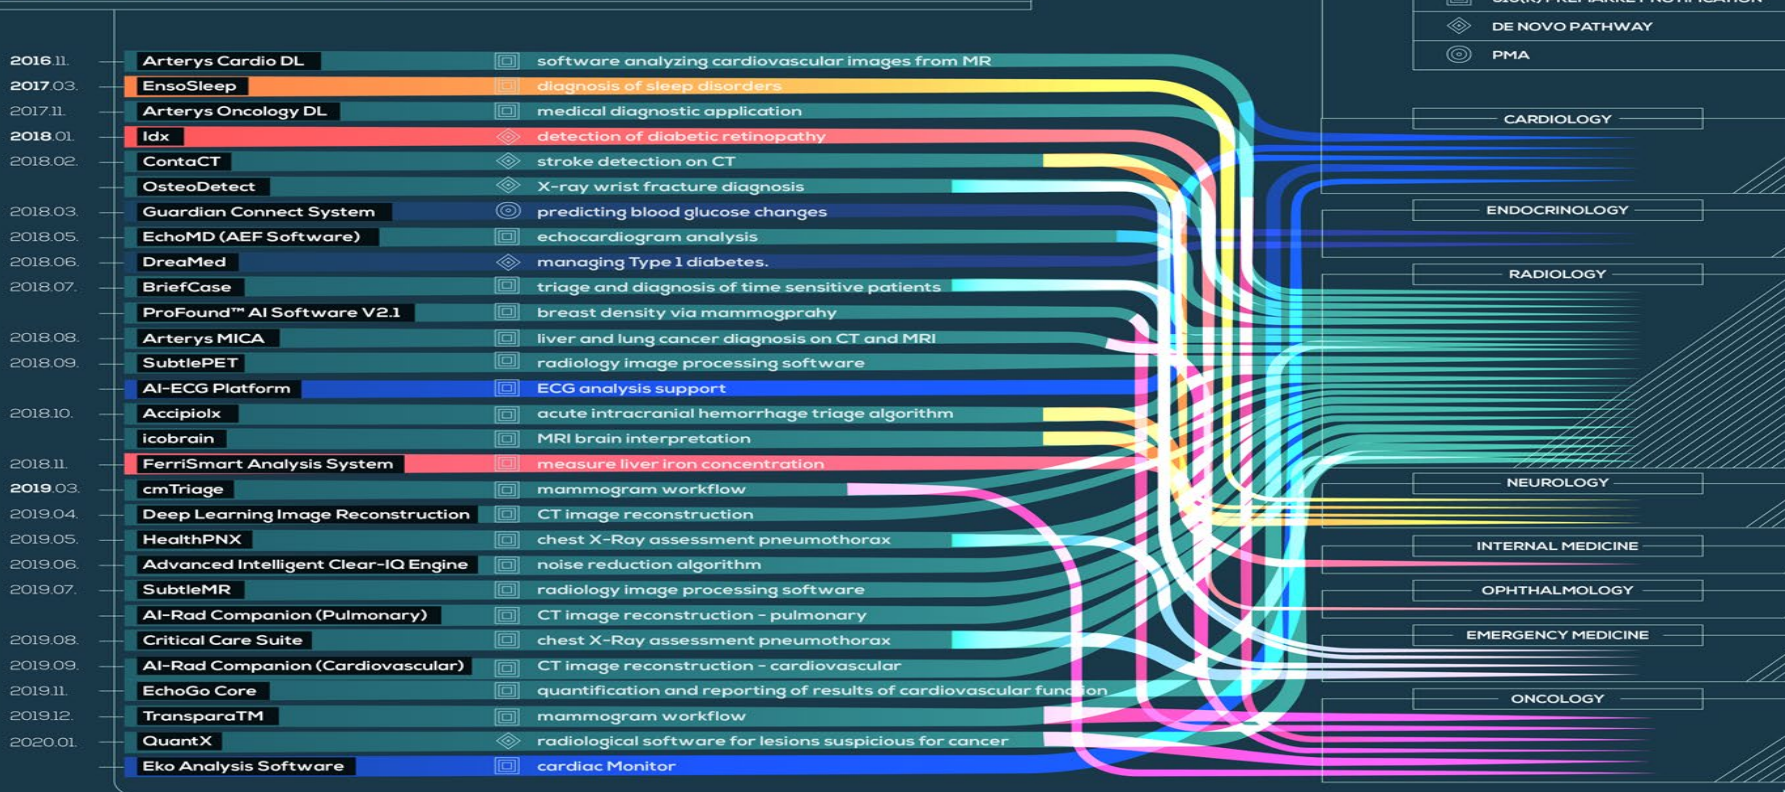 510(K) PREMARKET NOTIFICATION
DE NOVO PATHWAY
PMA
2016.11. Arterys Cardio DL software analyzing cardiovascular images from MR
2017.03. EnsoSleep diagnosis of sleep disorders
2017.11. Arterys Oncology DL medical diagnostic application
2018.01. Idx detection of diabetic retinopathy
2018.02. ContaCT stroke detection on CT
OsteoDetect X-ray wrist fracture diagnosis
2018.03. Guardian Connect System predicting blood glucose changes
2018.05. EchoMD (AEF Software) echocardiogram analysis
2018.06. DreaMed managing Type 1 diabetes.
2018.07. BriefCase triage and diagnosis of time sensitive patients
ProFound™ AI Software V2.1 breast density via mammogprahy
2018.08. Arterys MICA liver and lung cancer diagnosis on CT and MRI
2018.09. SubtlePET radiology image processing software
AI-ECG Platform ECG analysis support
2018.10. Accipiolx acute intracranial hemorrhage triage algorithm
icobrain MRI brain interpretation
2018.11. FerriSmart Analysis System measure liver iron concentration
2019.03. cmTriage mammogram workflow
2019.04. Deep Learning Image Reconstruction CT image reconstruction
2019.05. HealthPNX chest X-Ray assessment pneumothorax
2019.06. Advanced Intelligent Clear-IQ Engine noise reduction algorithm
2019.07. SubtleMR radiology image processing software
AI-Rad Companion (Pulmonary) CT image reconstruction - pulmonary
2019.08. Critical Care Suite chest X-Ray assessment pneumothorax
2019.09. AI-Rad Companion (Cardiovascular) CT image reconstruction - cardiovascular
2019.11. EchoGo Core quantification and reporting of results of cardiovascular function
2019.12. TransparaTM mammogram workflow
2020.01. QuantX radiological software for lesions suspicious for cancer
Eko Analysis Software cardiac Monitor
CARDIOLOGY
ENDOCRINOLOGY
RADIOLOGY
NEUROLOGY
INTERNAL MEDICINE
OPHTHALMOLOGY
EMERGENCY MEDICINE
ONCOLOGY